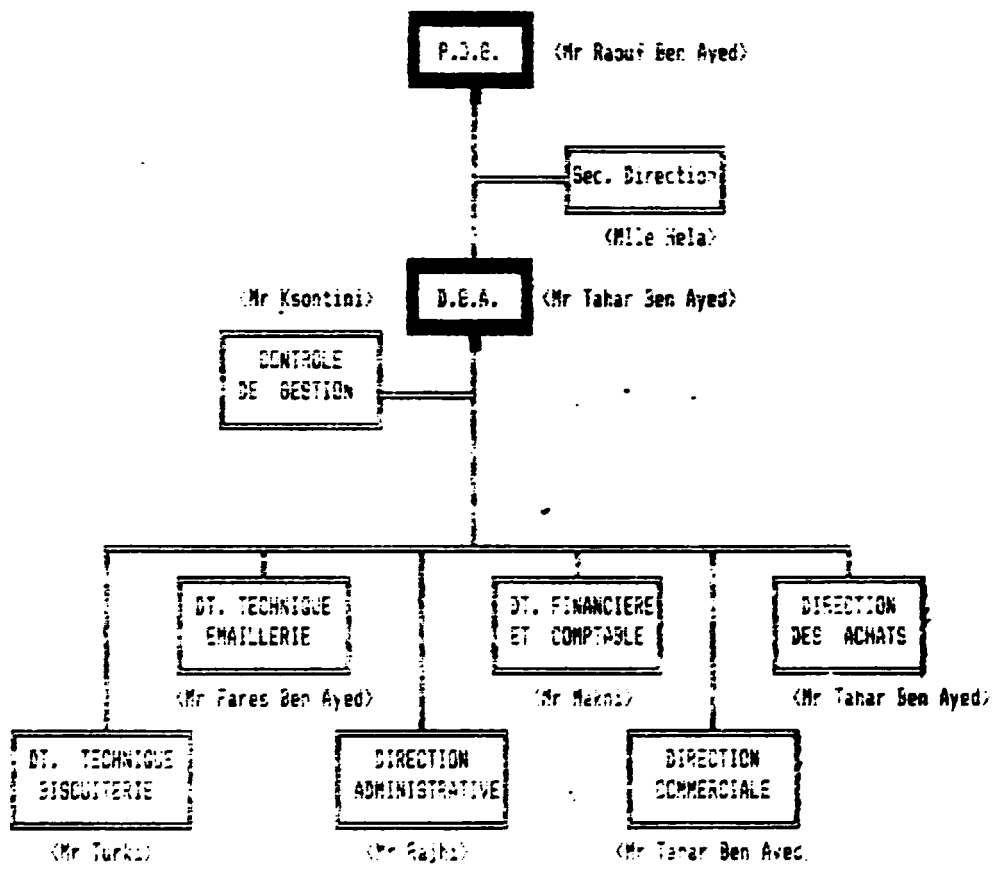 P.D.G.
<Mr Raouf Ben Ayed>
Sec. Direction
<Mlle Hela>
<Mr Ksontini>
D.G.A.
<Mr Tahar Ben Ayed>
CONTROLE
DE GESTION
DT. TECHNIQUE
EMAILLERIE
<Mr Fares Ben Ayed>
DT. FINANCIERE
ET COMPTABLE
<Mr Makni>
DIRECTION
DES ACHATS
<Mr Tahar Ben Ayed>
DT. TECHNIQUE
BISCUITERIE
<Mr Turki>
DIRECTION
ADMINISTRATIVE
<Mr Rajhi>
DIRECTION
COMMERCIALE
<Mr Tahar Ben Ayed